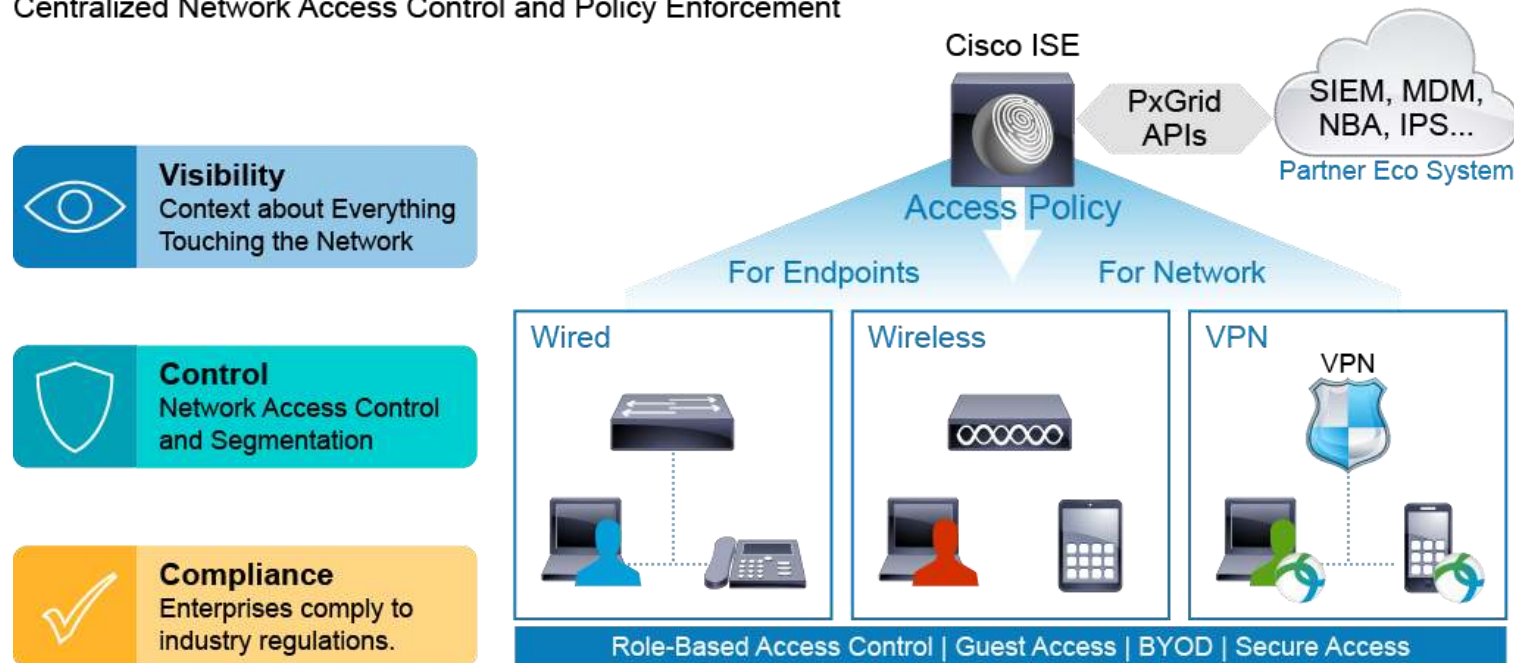 Centralized Network Access Control and Policy Enforcement
Cisco ISE
PxGrid
APIs
SIEM, MDM,
NBA, IPS...
Partner Eco System
Visibility
Context about Everything
Touching the Network
Access Policy
For Endpoints
For Network
Control
Network Access Control
and Segmentation
Wired
Wireless
VPN
VPN
Compliance
Enterprises comply to
industry regulations.
Role-Based Access Control | Guest Access | BYOD | Secure Access